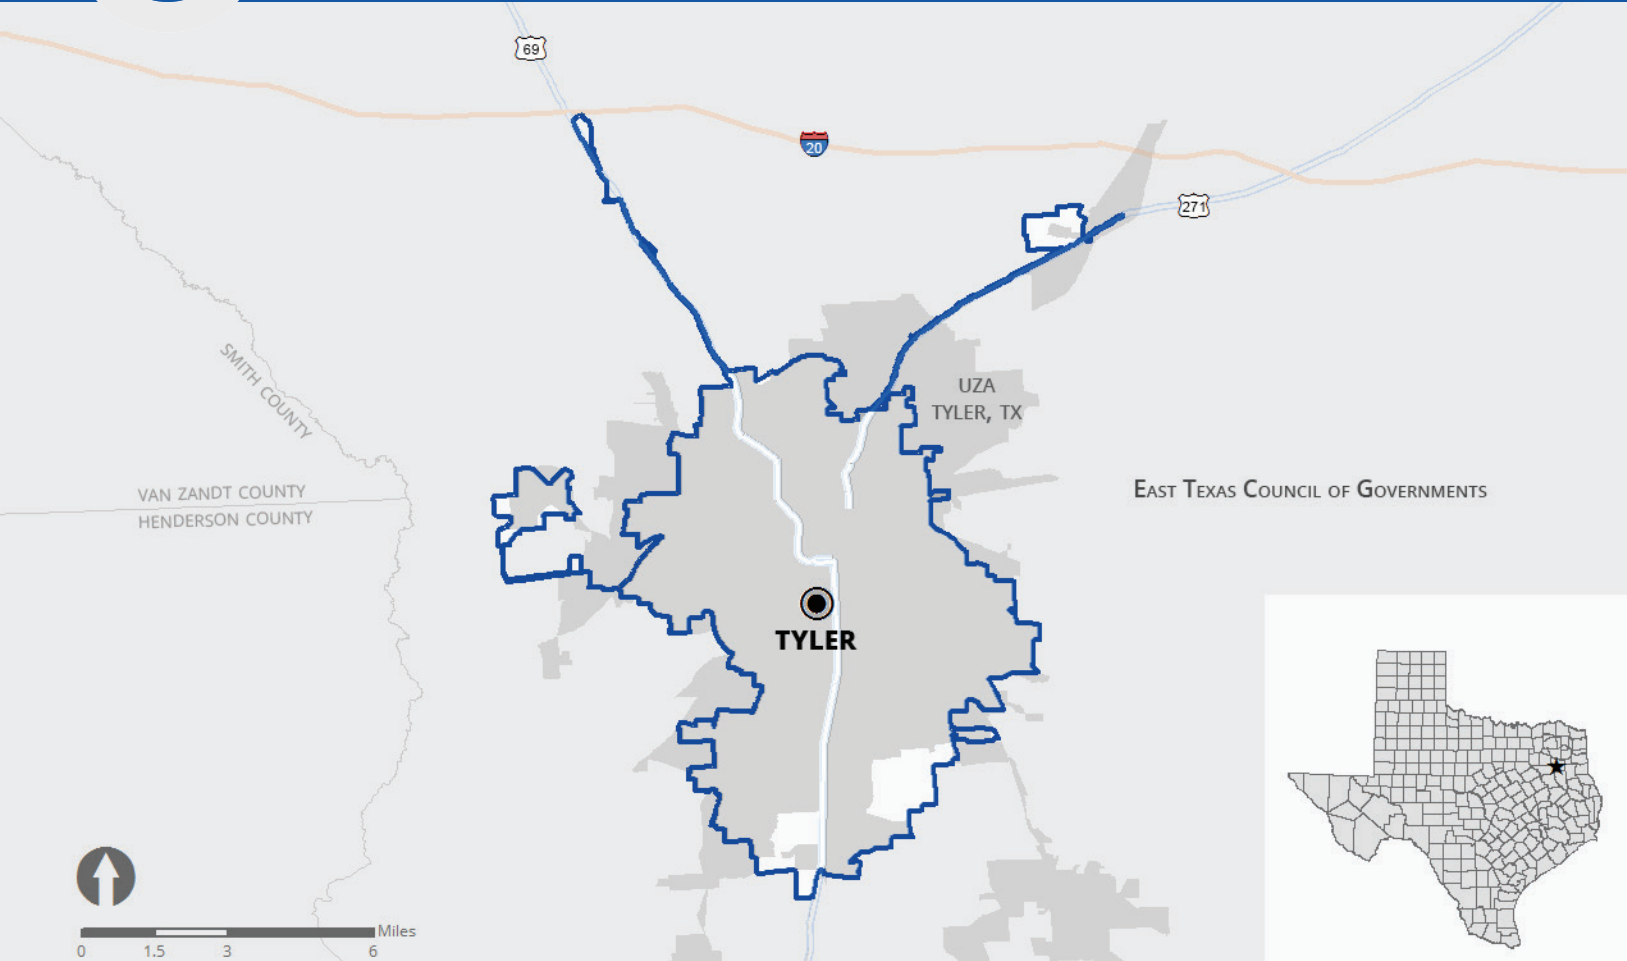 69
20
271
UZA
TYLER, TX
SMITH COUNTY
VAN ZANDT COUNTY
HENDERSON COUNTY
EAST TEXAS COUNCIL OF GOVERNMENTS
TYLER
Miles
0 1.5 3 6